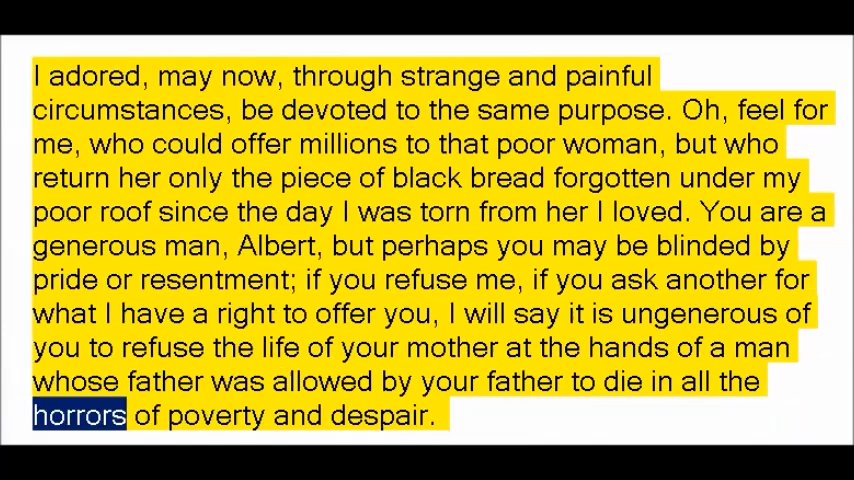 I adored, may now, through strange and painful
circumstances, be devoted to the same purpose. Oh, feel for
me, who could offer millions to that poor woman, but who
return her only the piece of black bread forgotten under my
poor roof since the day I was torn from her I loved. You are a
generous man, Albert, but perhaps you may be blinded by
pride or resentment; if you refuse me, if you ask another for
what I have a right to offer you, I will say it is ungenerous of
you to refuse the life of your mother at the hands of a man
whose father was allowed by your father to die in all the
horrors of poverty and despair.